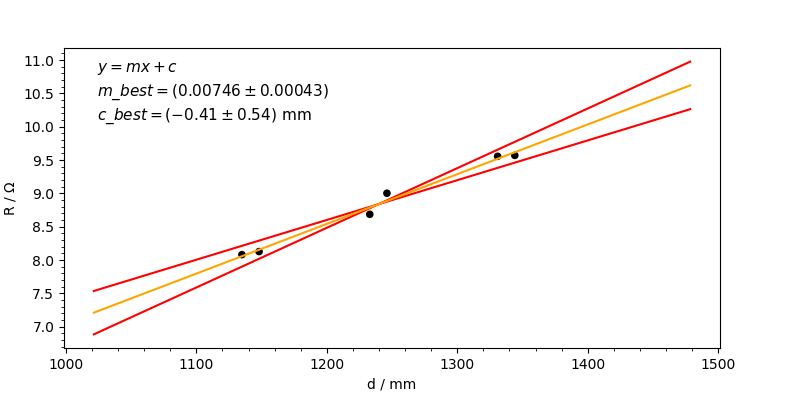 y = mx + c
m_best = (0.00746 ± 0.00043)
c_best = (−0.41 ± 0.54) mm
11.0
10.5
10.0
9.5
9.0
8.5
8.0
7.5
7.0
R / Ω
1000 1100 1200 1300 1400 1500
d / mm